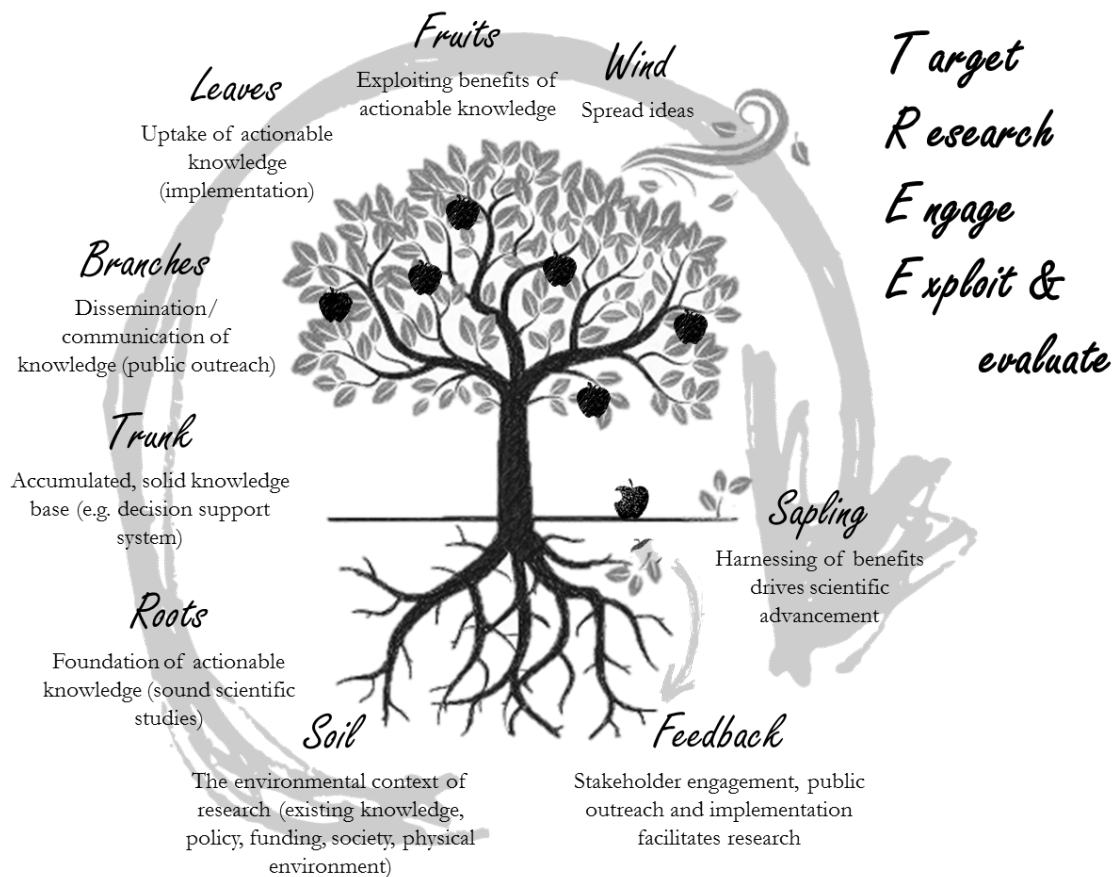 Fruits
Exploiting benefits of
actionable knowledge
Wind
Spread ideas
Leaves
Uptake of actionable
knowledge
(implementation)
Branches
Dissemination/
communication of
knowledge (public outreach)
Trunk
Accumulated, solid knowledge
base (e.g. decision support
system)
Roots
Foundation of actionable
knowledge (sound scientific
studies)
Soil
The environmental context of
research (existing knowledge,
policy, funding, society, physical
environment)
Feedback
Stakeholder engagement, public
outreach and implementation
facilitates research
Sapling
Harnessing of benefits
drives scientific
advancement
T arget
R esearch
E ngage
E xploit &
evaluate